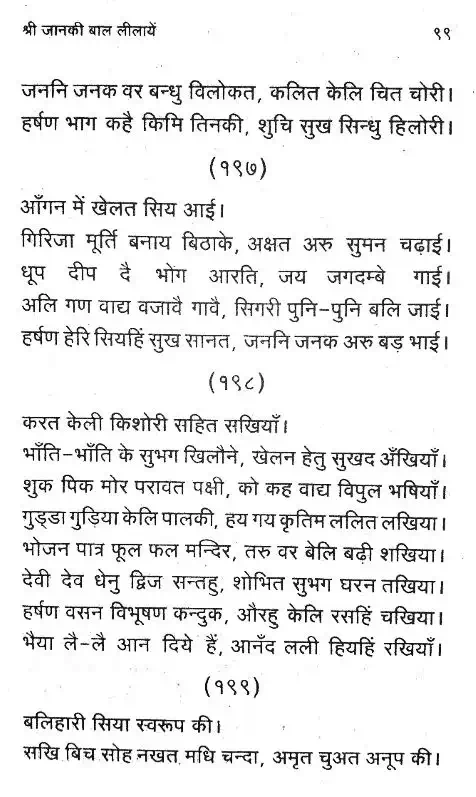 श्री जानकी बाल लीलायें ९९
जननि जनक वर बन्धु विलोकत, कलित केलि चित चोरी।
हर्षण भाग कहै किमि तिनकी, शुचि सुख सिन्धु हिलोरी।
(१९७)
आँगन में खेलत सिय आई।
गिरिजा मूर्ति बनाय बिठाके, अक्षत अरु सुमन चढ़ाई।
धूप दीप दै भोग आरति, जय जगदम्बे गाई।
अलि गण वाद्य वजावै गावै, सिगरी पुनि-पुनि बलि जाई।
हर्षण हेरि सियहिं सुख सानत, जननि जनक अरु बड़ भाई।
(१९८)
करत केली किशोरी सहित सखियाँ।
भाँति-भाँति के सुभग खिलौने, खेलन हेतु सुखद अँखियाँ।
शुक पिक मोर परावत पक्षी, को कह वाद्य विपुल भषियाँ।
गुड्डा गुड़िया केलि पालकी, हय गय कृतिम ललित लखिया।
भोजन पात्र फूल फल मन्दिर, तरु वर बेलि बढ़ी शखिया।
देवी देव धेनु द्विज सन्तहु, शोभित सुभग घरन तखिया।
हर्षण वसन विभूषण कन्दुक, औरहु केलि रसहिं चखिया।
भैया लै-लै आन दिये हैं, आनँद लली हियहिं रखियाँ।
(१९९)
बलिहारी सिया स्वरूप की।
सखि बिच सोह नखत मधि चन्दा, अमृत चुअत अनूप की।